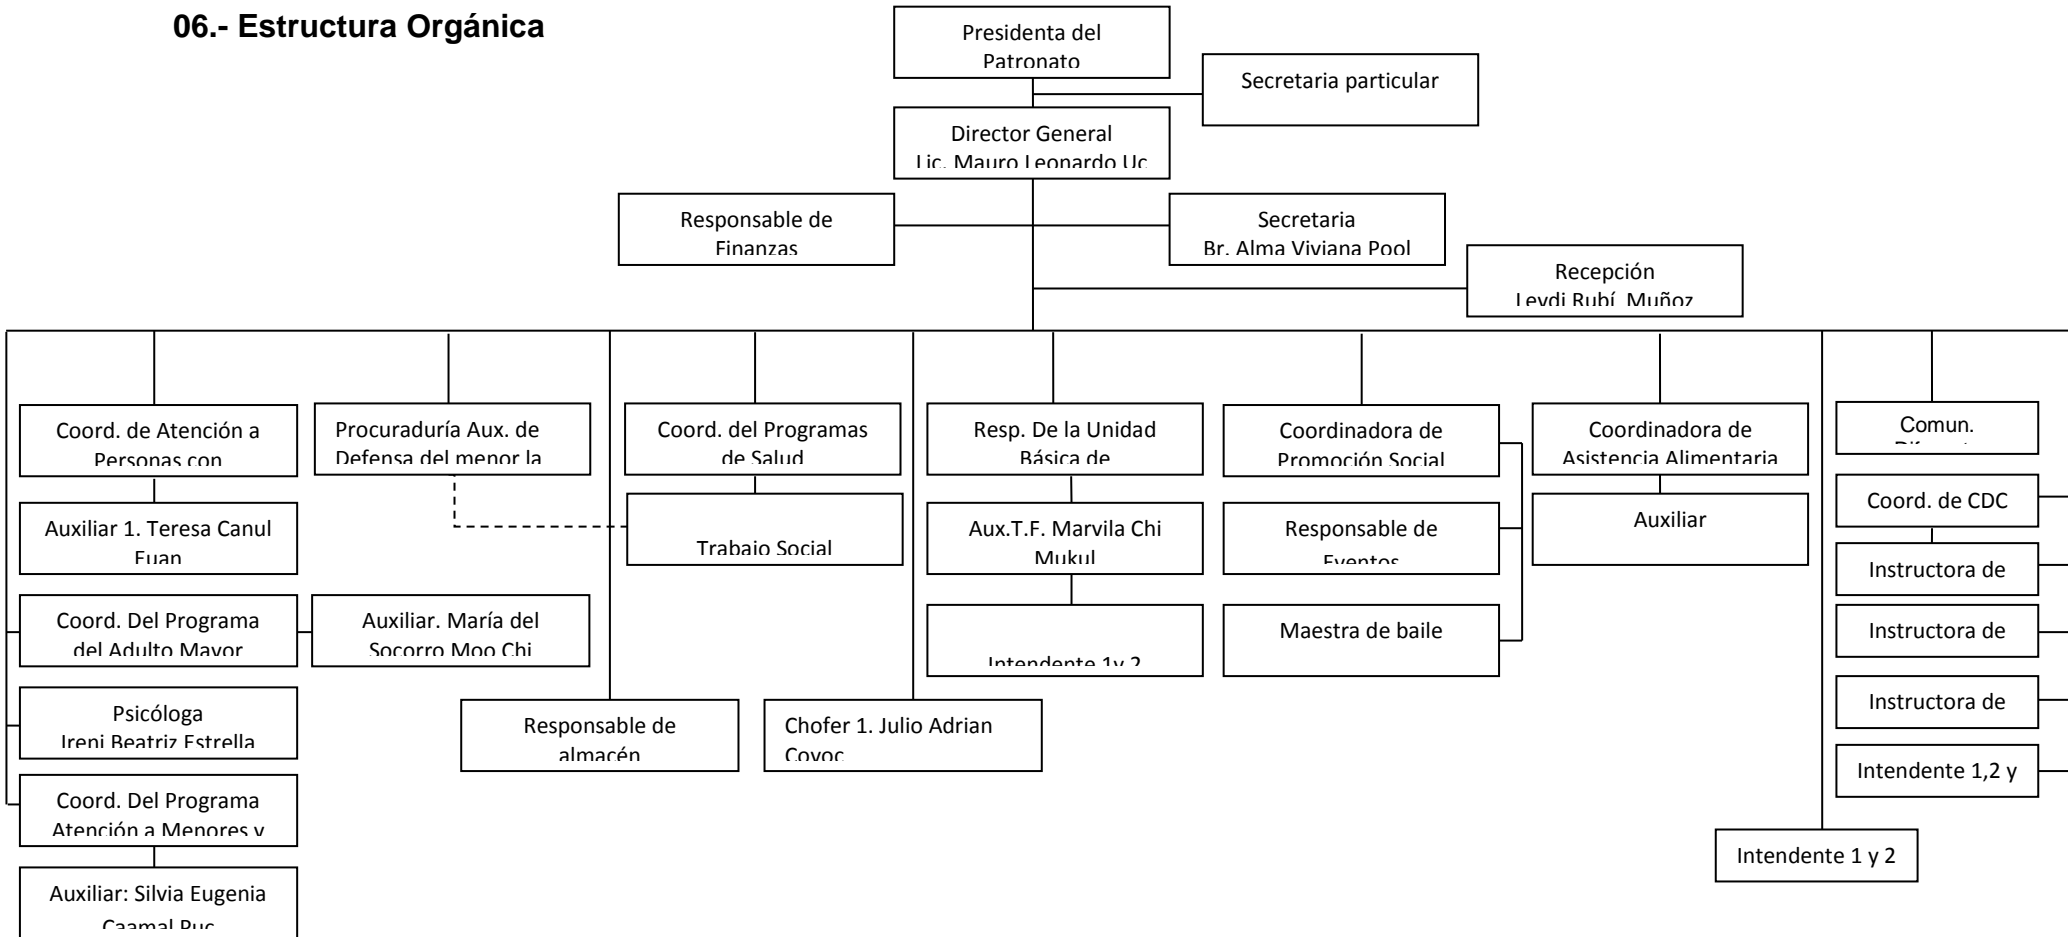 06.- Estructura Orgánica
Presidenta del
Patronato
Secretaria particular
Director General
Lic. Mauro Leonardo Uc
Responsable de
Finanzas
Secretaria
Br. Alma Viviana Pool
Recepción
Leydi Rubí Muñoz
Coord. de Atención a
Personas con
Procuraduría Aux. de
Defensa del menor la
Coord. del Programas
de Salud
Resp. De la Unidad
Básica de
Coordinadora de
Promoción Social
Coordinadora de
Asistencia Alimentaria
Comun.
Auxiliar 1. Teresa Canul
Euan
Trabajo Social
Aux.T.F. Marvila Chi
Mukul
Responsable de
Eventos
Auxiliar
Coord. de CDC
Instructora de
Coord. Del Programa
del Adulto Mayor
Auxiliar. María del
Socorro Moo Chi
Intendente 1y 2
Maestra de baile
Instructora de
Psicóloga
Ireni Beatriz Estrella
Responsable de
almacén
Chofer 1. Julio Adrian
Coyoc
Instructora de
Intendente 1,2 y
Coord. Del Programa
Atención a Menores y
Intendente 1 y 2
Auxiliar: Silvia Eugenia
Caamal Puc